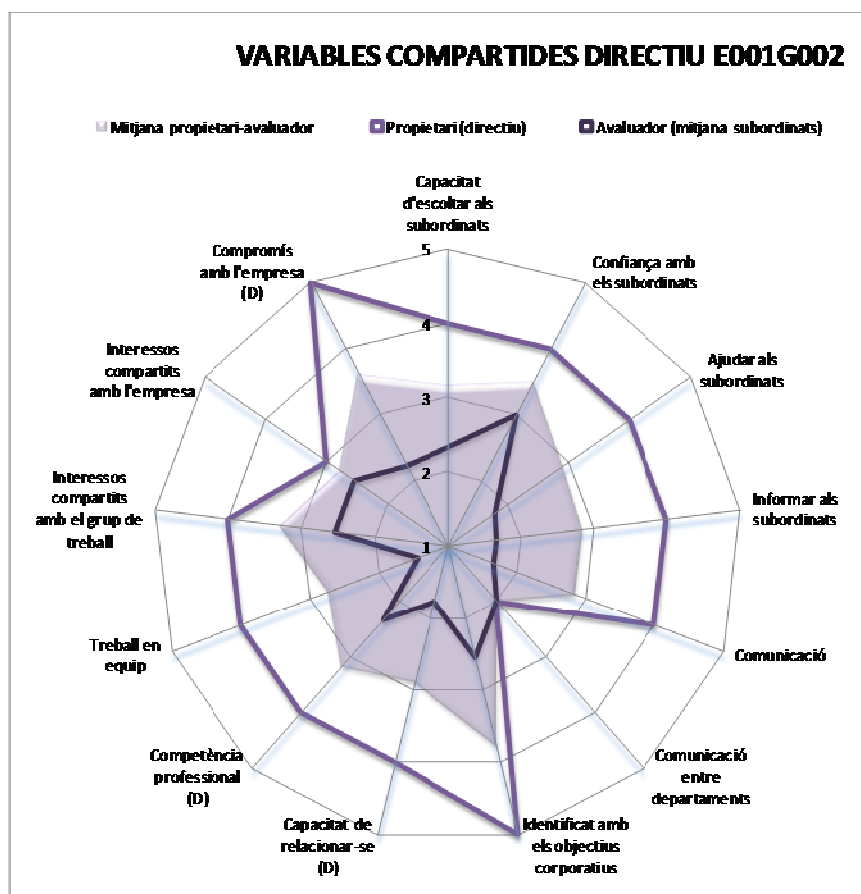 VARIABLES COMPARTIDES DIRECTIU E001G002
Mitjana propietari-avaluador
Propietari (directiu)
Avaluador (mitjana subordinats)
Capacitat
d'escoltar als
subordinats
Confiança amb
els subordinats
Ajudar als
subordinats
Informar als
subordinats
Comunicació
Comunicació
entre
departaments
Identificat amb
els objectius
corporatius
Capacitat de
relacionar-se
(D)
Competència
professional
(D)
Treball en
equip
Interessos
compartits
amb el grup de
treball
Interessos
compartits
amb l'empresa
Compromís
amb l'empresa
(D)
5
4
3
2
1